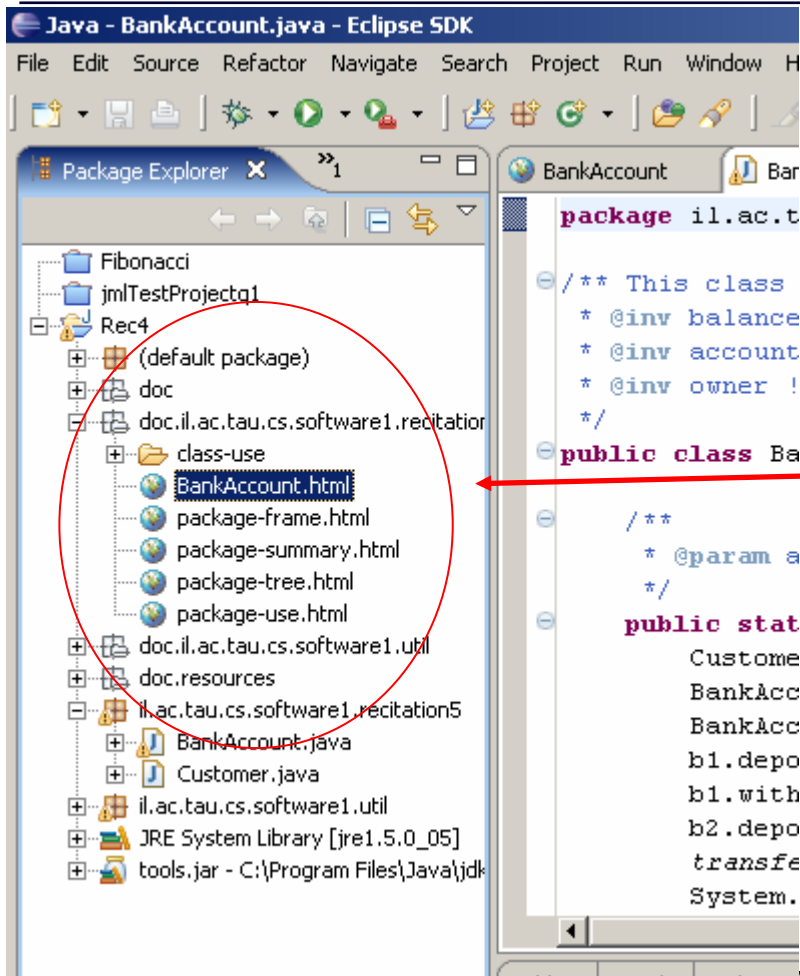 Java - BankAccount.java - Eclipse SDK
File Edit Source Refactor Navigate Search Project Run Window H
Package Explorer
»1
Fibonacci
jmlTestProjectq1
Rec4
(default package)
doc
doc.il.ac.tau.cs.software1.recitation
class-use
BankAccount.html
package-frame.html
package-summary.html
package-tree.html
package-use.html
doc.il.ac.tau.cs.software1.util
doc.resources
il.ac.tau.cs.software1.recitation5
BankAccount.java
Customer.java
il.ac.tau.cs.software1.util
JRE System Library [jre1.5.0_05]
tools.jar - C:\Program Files\Java\jdk
BankAccount Ban
package il.ac.t
/** This class
* @inv balance
* @inv account
* @inv owner !
*/
public class Ba
/**
* @param a
*/
public stat
Custome
BankAcc
BankAcc
b1.depo
b1.with
b2.depo
transfe
System.